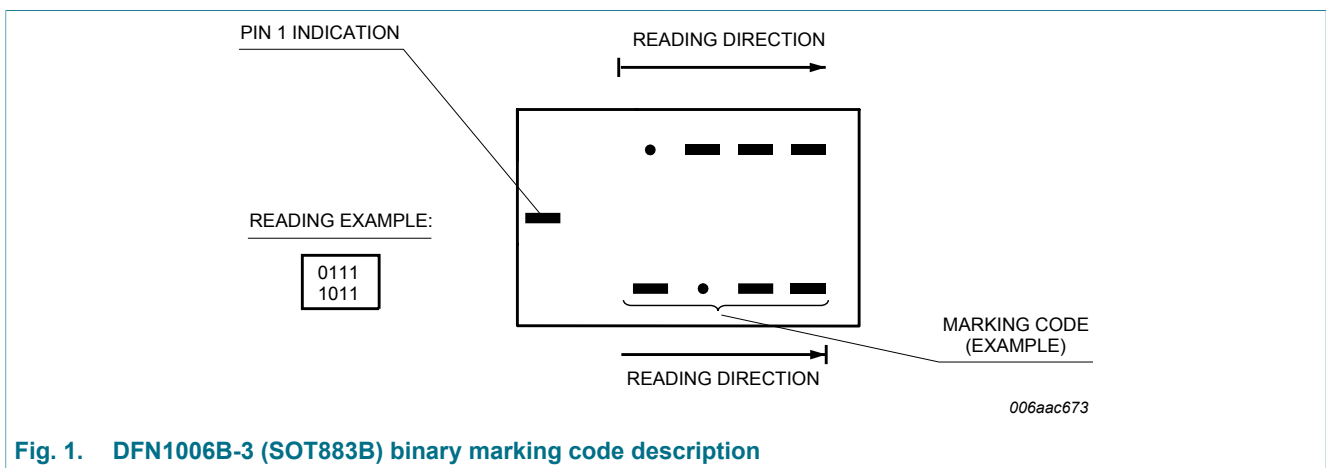 PIN 1 INDICATION
READING DIRECTION
READING EXAMPLE:
0111
1011
MARKING CODE
(EXAMPLE)
READING DIRECTION
006aac673
Fig. 1. DFN1006B-3 (SOT883B) binary marking code description